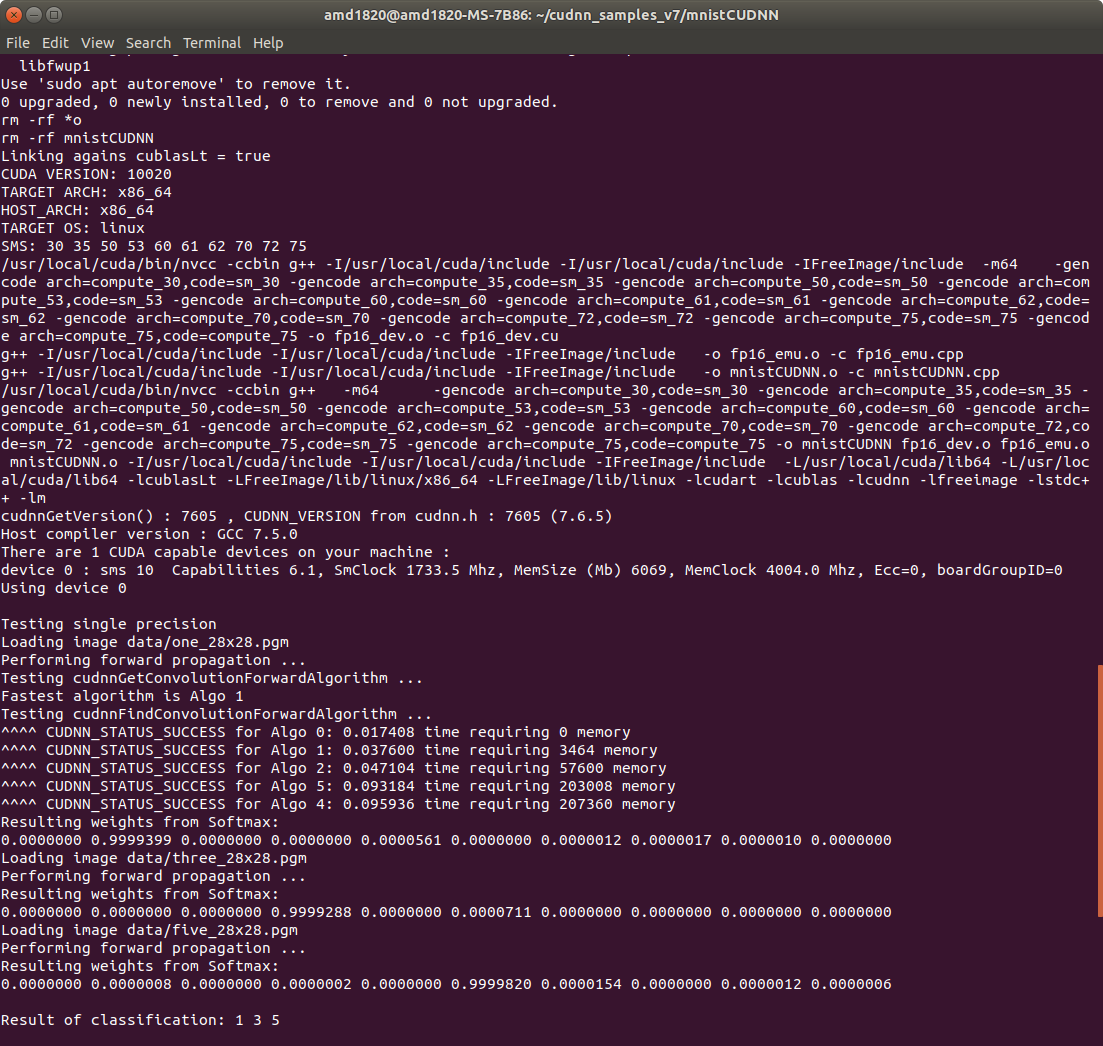 amd1820@amd1820-MS-7B86: ~/cudnn_samples_v7/mnistCUDNN
File Edit View Search Terminal Help
libfwup1
Use 'sudo apt autoremove' to remove it.
0 upgraded, 0 newly installed, 0 to remove and 0 not upgraded.
rm -rf *o
rm -rf mnistCUDNN
Linking agains cublasLt = true
CUDA VERSION: 10020
TARGET ARCH: x86_64
HOST_ARCH: x86_64
TARGET OS: linux
SMS: 30 35 50 53 60 61 62 70 72 75
/usr/local/cuda/bin/nvcc -ccbin g++ -I/usr/local/cuda/include -I/usr/local/cuda/include -IFreeImage/include  -m64    -gen
code arch=compute_30,code=sm_30 -gencode arch=compute_35,code=sm_35 -gencode arch=compute_50,code=sm_50 -gencode arch=com
pute_53,code=sm_53 -gencode arch=compute_60,code=sm_60 -gencode arch=compute_61,code=sm_61 -gencode arch=compute_62,code=
sm_62 -gencode arch=compute_70,code=sm_70 -gencode arch=compute_72,code=sm_72 -gencode arch=compute_75,code=sm_75 -gencod
e arch=compute_75,code=compute_75 -o fp16_dev.o -c fp16_dev.cu
g++ -I/usr/local/cuda/include -I/usr/local/cuda/include -IFreeImage/include   -o fp16_emu.o -c fp16_emu.cpp
g++ -I/usr/local/cuda/include -I/usr/local/cuda/include -IFreeImage/include   -o mnistCUDNN.o -c mnistCUDNN.cpp
/usr/local/cuda/bin/nvcc -ccbin g++   -m64      -gencode arch=compute_30,code=sm_30 -gencode arch=compute_35,code=sm_35 -
gencode arch=compute_50,code=sm_50 -gencode arch=compute_53,code=sm_53 -gencode arch=compute_60,code=sm_60 -gencode arch=
compute_61,code=sm_61 -gencode arch=compute_62,code=sm_62 -gencode arch=compute_70,code=sm_70 -gencode arch=compute_72,co
de=sm_72 -gencode arch=compute_75,code=sm_75 -gencode arch=compute_75,code=compute_75 -o mnistCUDNN fp16_dev.o fp16_emu.o
 mnistCUDNN.o -I/usr/local/cuda/include -I/usr/local/cuda/include -IFreeImage/include  -L/usr/local/cuda/lib64 -L/usr/loc
al/cuda/lib64 -lcublasLt -LFreeImage/lib/linux/x86_64 -LFreeImage/lib/linux -lcudart -lcublas -lcudnn -lfreeimage -lstdc+
+ -lm
cudnnGetVersion() : 7605 , CUDNN_VERSION from cudnn.h : 7605 (7.6.5)
Host compiler version : GCC 7.5.0
There are 1 CUDA capable devices on your machine :
device 0 : sms 10  Capabilities 6.1, SmClock 1733.5 Mhz, MemSize (Mb) 6069, MemClock 4004.0 Mhz, Ecc=0, boardGroupID=0
Using device 0
Testing single precision
Loading image data/one_28x28.pgm
Performing forward propagation ...
Testing cudnnGetConvolutionForwardAlgorithm ...
Fastest algorithm is Algo 1
Testing cudnnFindConvolutionForwardAlgorithm ...
^^^^ CUDNN_STATUS_SUCCESS for Algo 0: 0.017408 time requiring 0 memory
^^^^ CUDNN_STATUS_SUCCESS for Algo 1: 0.037600 time requiring 3464 memory
^^^^ CUDNN_STATUS_SUCCESS for Algo 2: 0.047104 time requiring 57600 memory
^^^^ CUDNN_STATUS_SUCCESS for Algo 5: 0.093184 time requiring 203008 memory
^^^^ CUDNN_STATUS_SUCCESS for Algo 4: 0.095936 time requiring 207360 memory
Resulting weights from Softmax:
0.0000000 0.9999399 0.0000000 0.0000000 0.0000561 0.0000000 0.0000012 0.0000017 0.0000010 0.0000000
Loading image data/three_28x28.pgm
Performing forward propagation ...
Resulting weights from Softmax:
0.0000000 0.0000000 0.0000000 0.9999288 0.0000000 0.0000711 0.0000000 0.0000000 0.0000000 0.0000000
Loading image data/five_28x28.pgm
Performing forward propagation ...
Resulting weights from Softmax:
0.0000000 0.0000008 0.0000000 0.0000002 0.0000000 0.9999820 0.0000154 0.0000000 0.0000012 0.0000006
Result of classification: 1 3 5